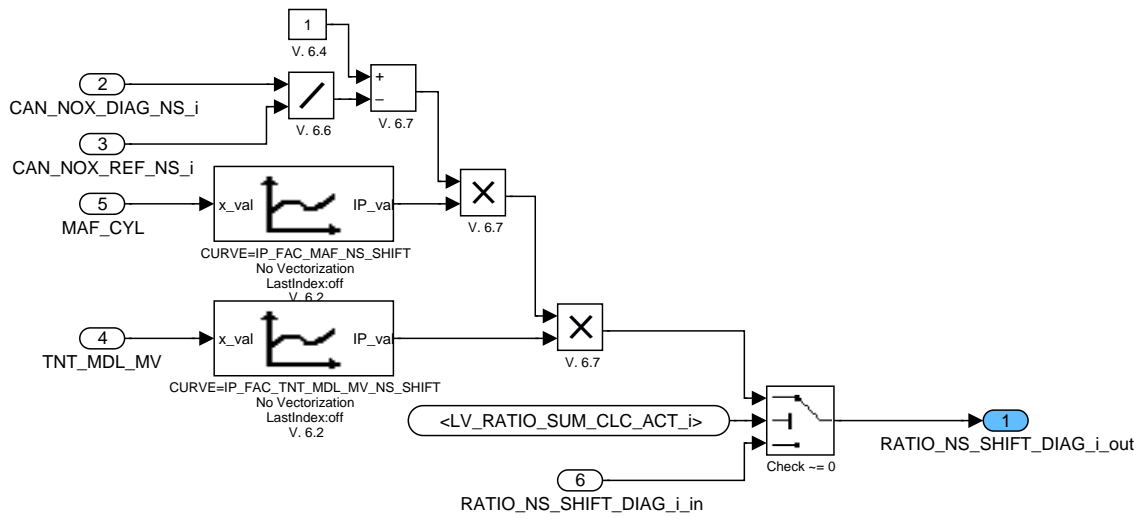 1
V. 6.4
2
CAN_NOX_DIAG_NS_i
+
−
V. 6.7
V. 6.6
3
CAN_NOX_REF_NS_i
5
MAF_CYL
x_val
IP_val
V. 6.7
CURVE=IP_FAC_MAF_NS_SHIFT
No Vectorization
LastIndex:off
V. 6.2
4
TNT_MDL_MV
x_val
IP_val
V. 6.7
CURVE=IP_FAC_TNT_MDL_MV_NS_SHIFT
No Vectorization
LastIndex:off
V. 6.2
<LV_RATIO_SUM_CLC_ACT_i>
1
RATIO_NS_SHIFT_DIAG_i_out
Check ~= 0
6
RATIO_NS_SHIFT_DIAG_i_in